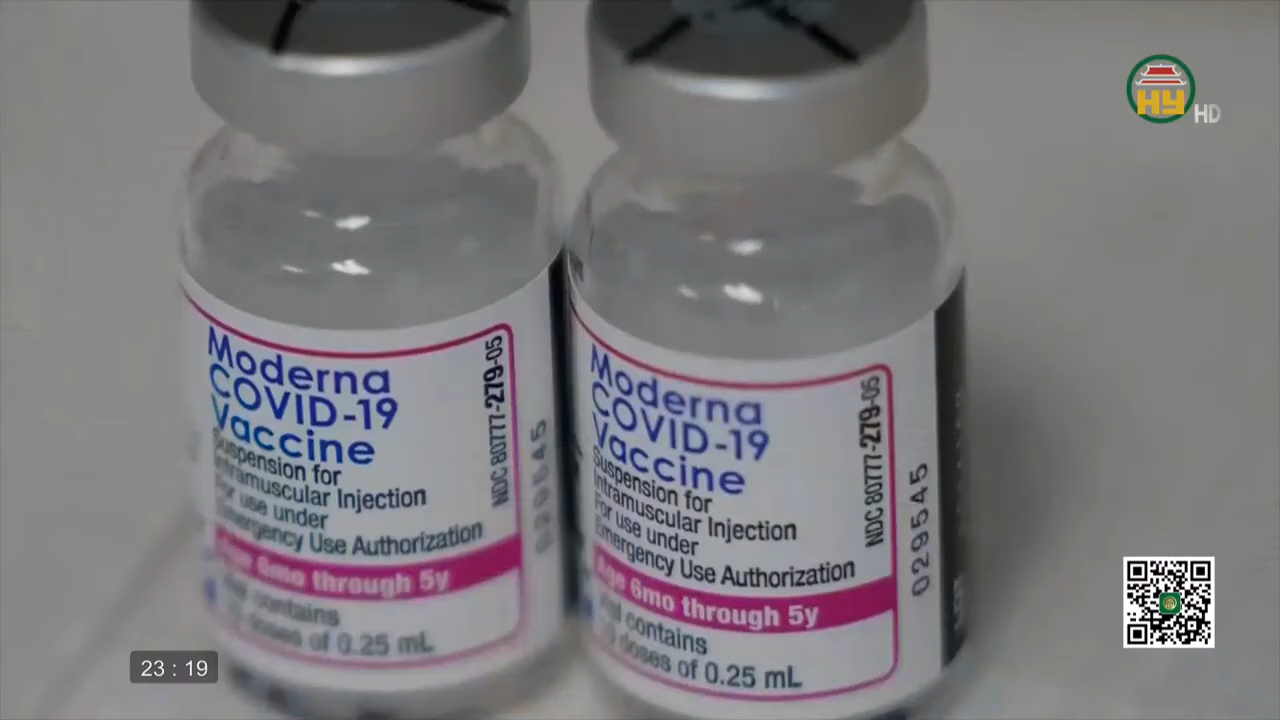 HY
HD
Moderna
COVID-19
Vaccine
Suspension for
Intramuscular Injection
For use under
Emergency Use Authorization
Age 6mo through 5y
contains
doses of 0.25 mL
NDC 80777-279-05
029545
Moderna
COVID-19
Vaccine
Suspension for
Intramuscular Injection
For use under
Emergency Use Authorization
Age 6mo through 5y
contains
doses of 0.25 mL
NDC 80777-279-05
029545
23 : 19